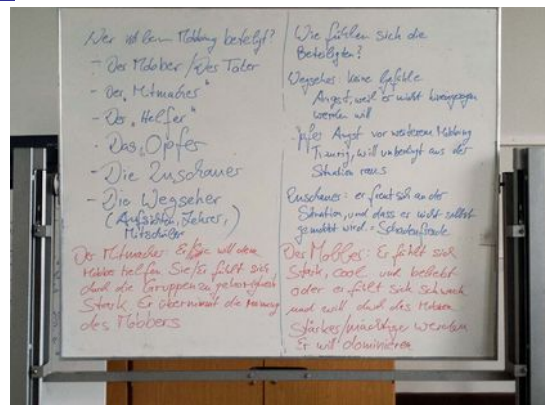 Wer ist beim Mobbing beteiligt?
- Der Mobber / Der Täter
- Der „Mitmacher"
- Der „Helfer"
- Das „Opfer
- Die Zuschauer
- Die Wegseher
(Aufsichten, Lehrer,)
Mitschüler
Der Mitmacher: Er/Sie will dem
Mobber helfen Sie/Er fühlt sich
durch die Gruppenzugehörigkeit
Stark. Er übernimmt die Meinung
des Mobbers
Wie fühlen sich die
Beteiligten?
Wegseher: keine Gefühle
Angst, weil er nicht hineingezogen
werden will
Opfer Angst vor weiterem Mobbing
Traurig, will unbedingt aus der
Situation raus
Zuschauer: er freut sich an der
Situation, und dass es nicht selbst
gemobbt wird. = Schadenfreude
Der Mobber: Er fühlt sich
Stark, cool und beliebt
oder er fühlt sich schwach
und will durch das Mobben
Stärker/mächtiger werden
Er will dominieren